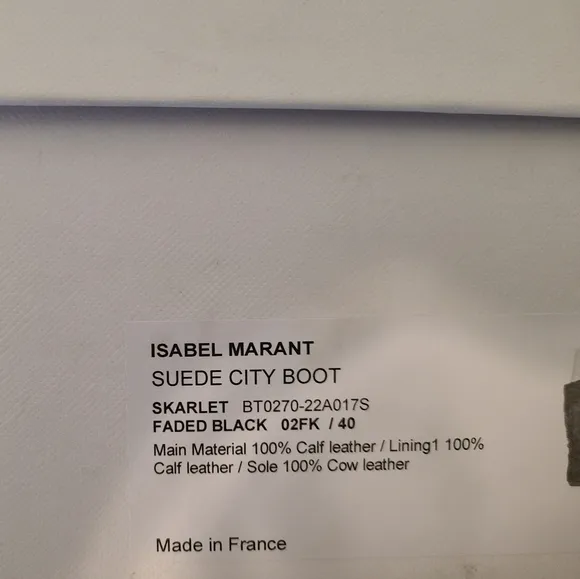 ISABEL MARANT
SUEDE CITY BOOT
SKARLET BT0270-22A017S
FADED BLACK 02FK / 40
Main Material 100% Calf leather / Lining1 100%
Calf leather / Sole 100% Cow leather
Made in France